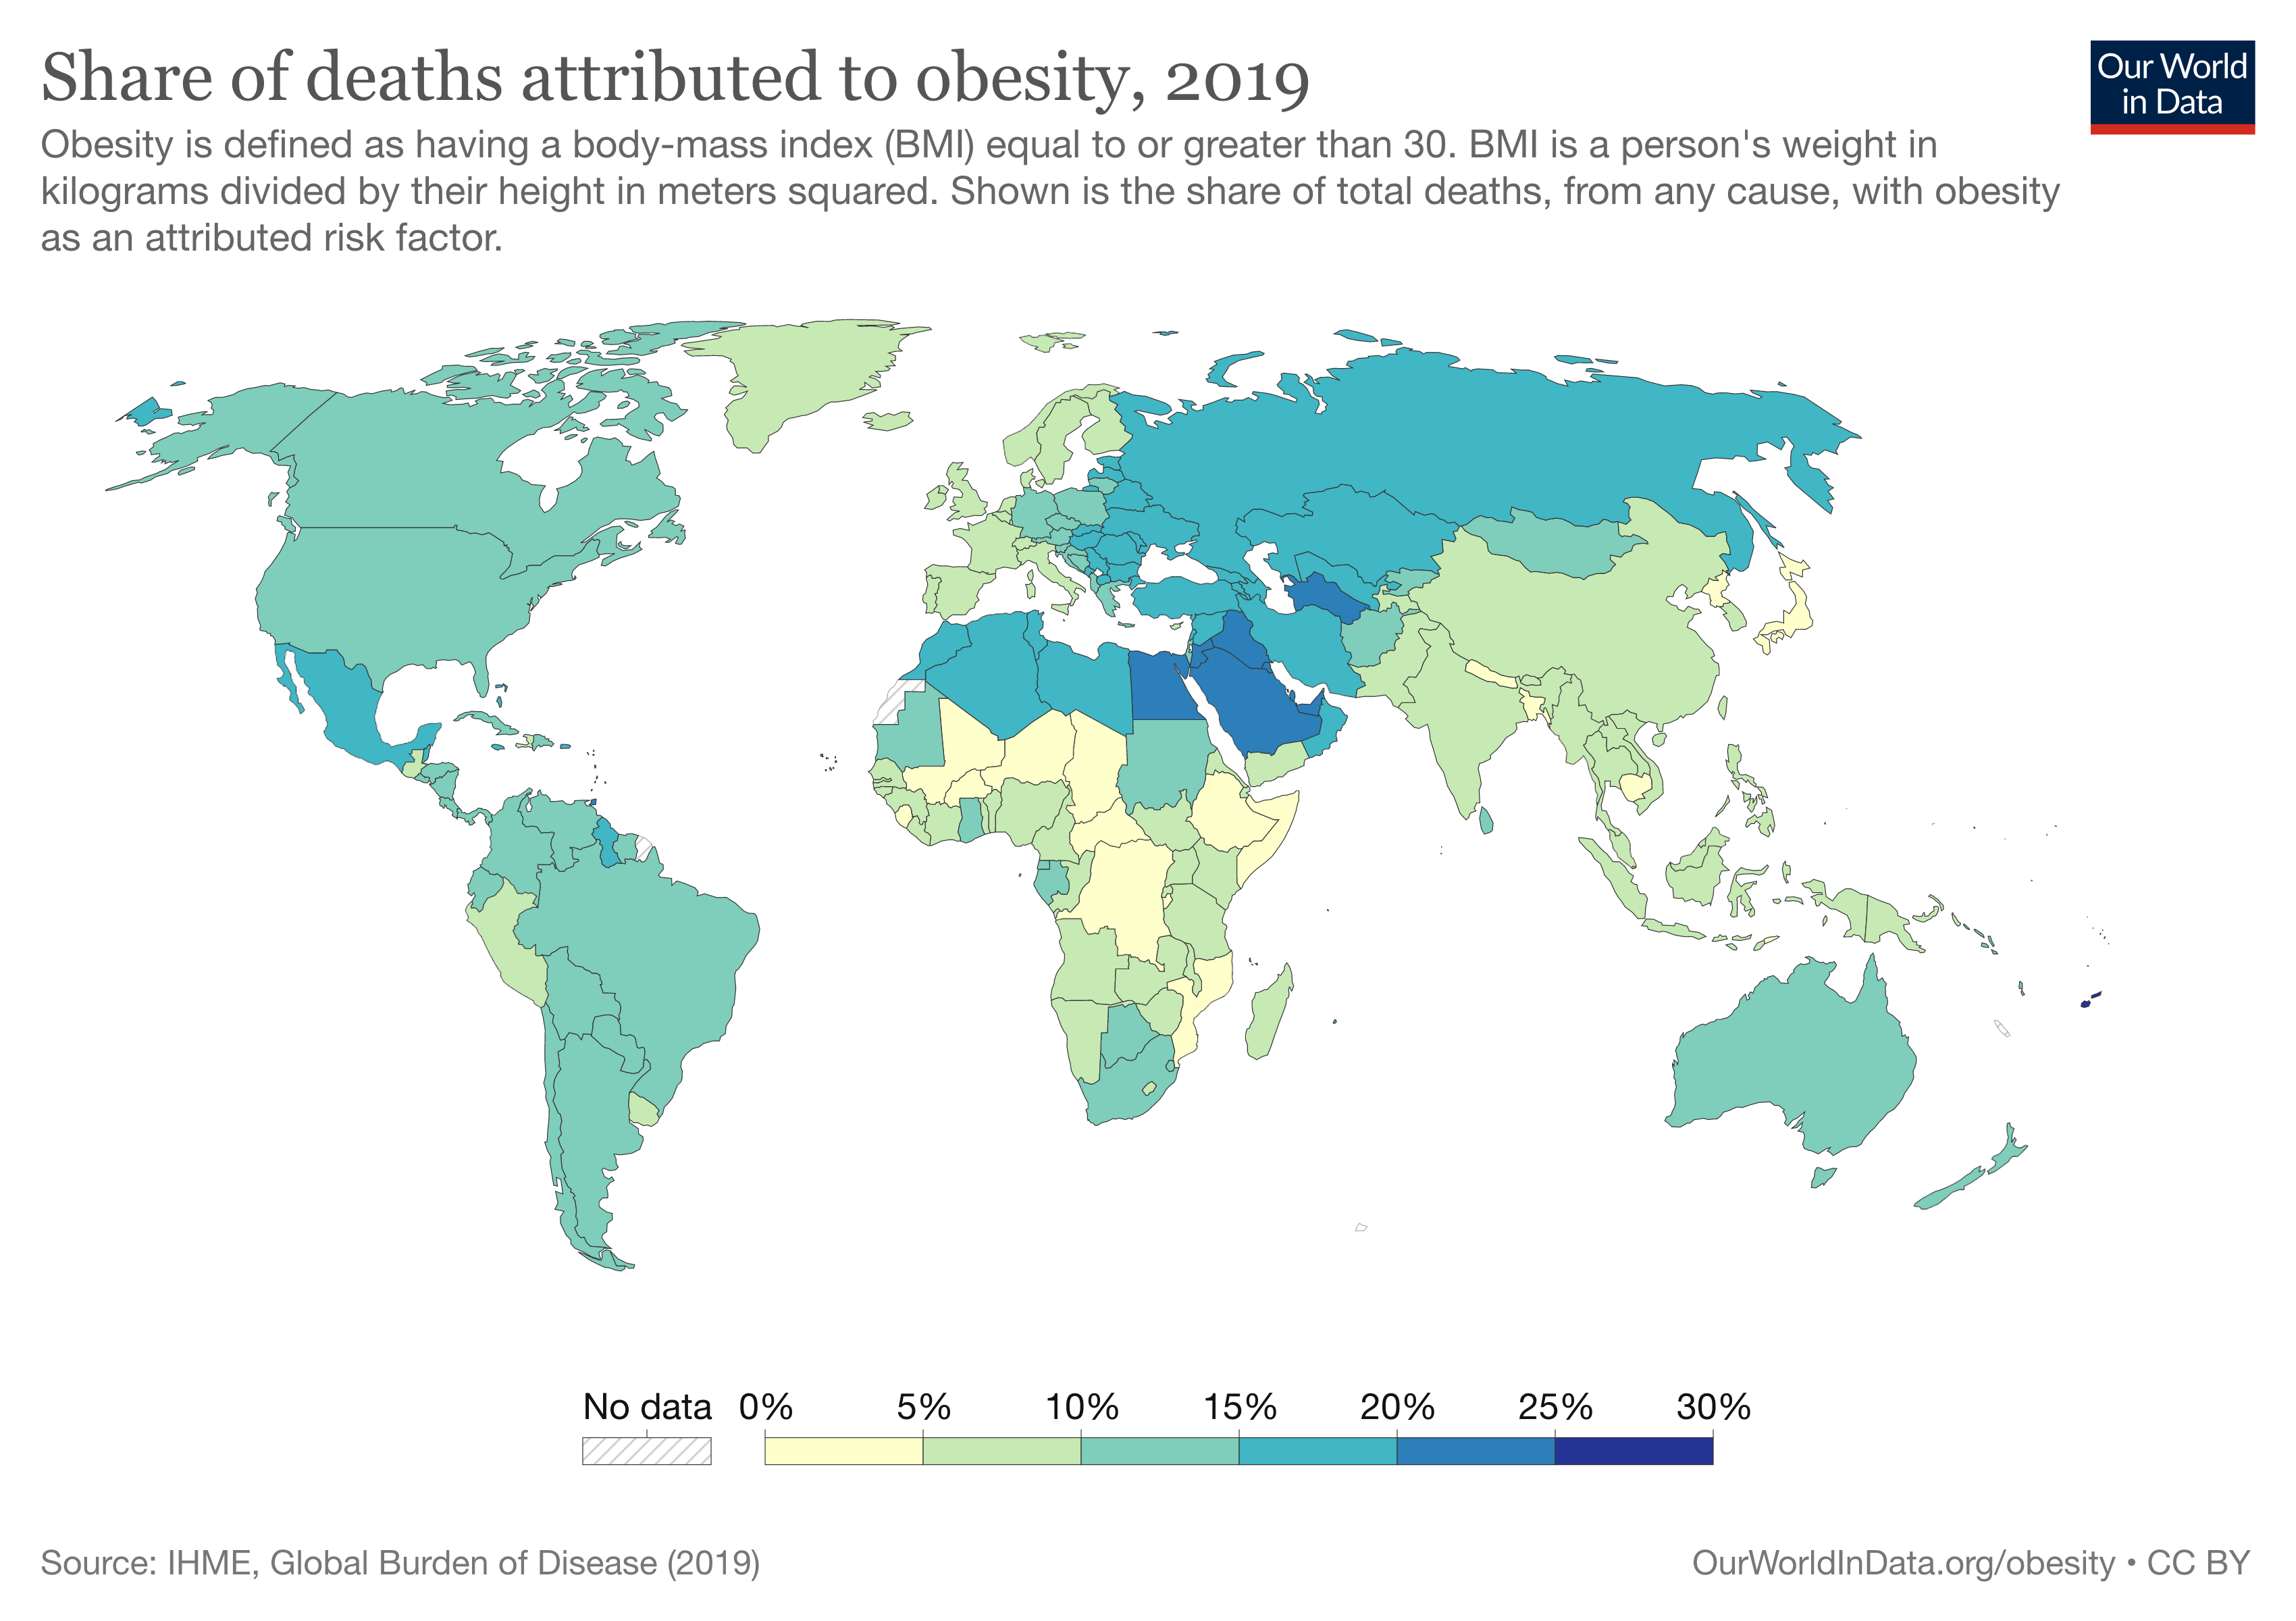 Share of deaths attributed to obesity, 2019
Our World
in Data
Obesity is defined as having a body-mass index (BMI) equal to or greater than 30. BMI is a person's weight in
kilograms divided by their height in meters squared. Shown is the share of total deaths, from any cause, with obesity
as an attributed risk factor.
No data 0% 5% 10% 15% 20% 25% 30%
Source: IHME, Global Burden of Disease (2019)
OurWorldInData.org/obesity • CC BY